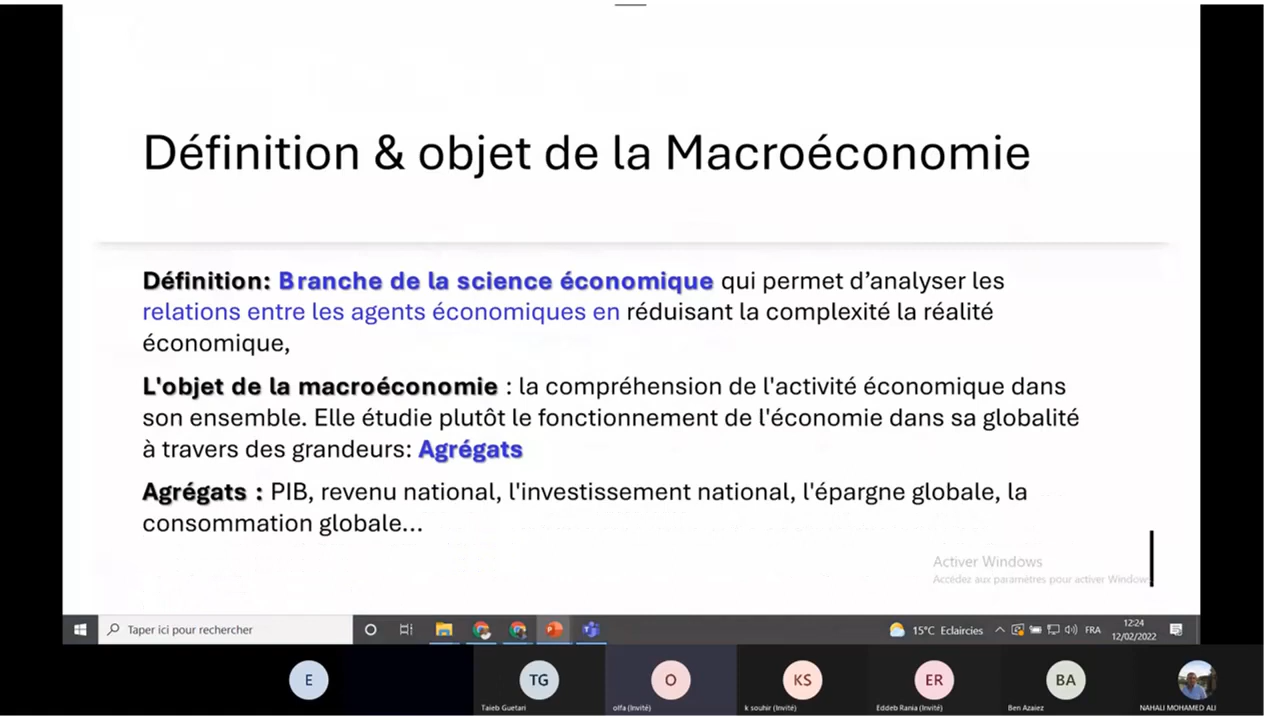 Définition & objet de la Macroéconomie
Définition: Branche de la science économique qui permet d’analyser les
relations entre les agents économiques en réduisant la complexité la réalité
économique,
L'objet de la macroéconomie : la compréhension de l'activité économique dans
son ensemble. Elle étudie plutôt le fonctionnement de l'économie dans sa globalité
à travers des grandeurs: Agrégats
Agrégats : PIB, revenu national, l'investissement national, l'épargne globale, la
consommation globale...
Activer Windows
Accédez aux paramètres pour activer Windows
Taper ici pour rechercher
15°C Eclaircies
FRA
12:24
12/02/2022
E
TG
O
KS
ER
BA
Taieb Guetari
olfa (Invité)
k souhir (Invité)
Eddeb Rania (Invité)
Ben Azaiez
NAHALI MOHAMED ALI